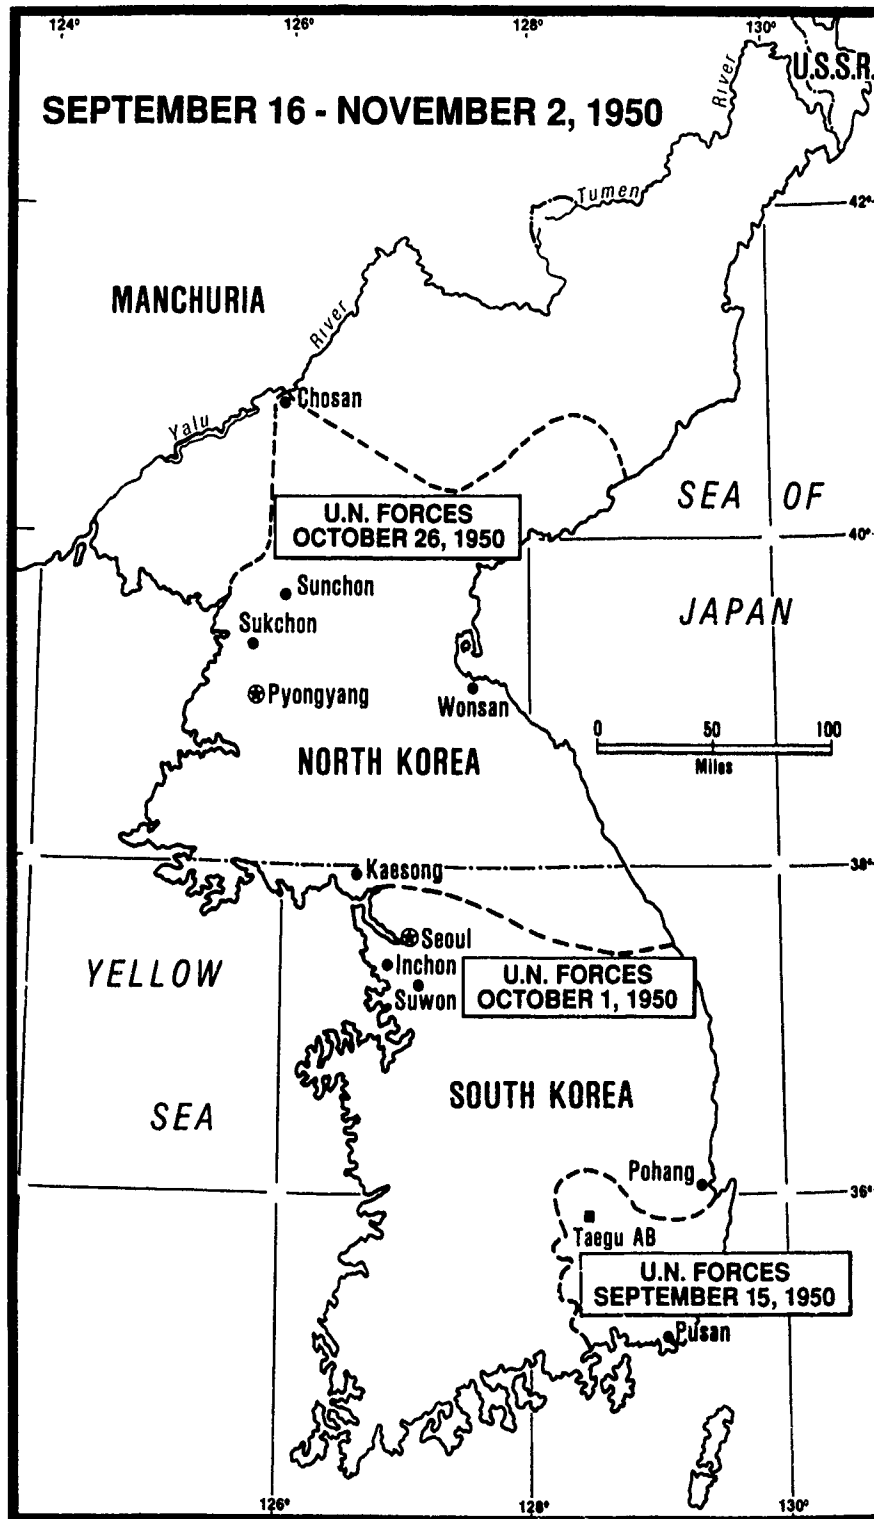 124°
126°
128°
130°
U.S.S.R.
River
SEPTEMBER 16 - NOVEMBER 2, 1950
Tumen
42°
MANCHURIA
River
Chosan
Yalu
SEA OF
U.N. FORCES
OCTOBER 26, 1950
40°
Sunchon
JAPAN
Sukchon
Pyongyang
Wonsan
0 50 100
Miles
NORTH KOREA
Kaesong
38°
Seoul
YELLOW
Inchon
U.N. FORCES
OCTOBER 1, 1950
Suwon
SOUTH KOREA
SEA
Pohang
36°
Taegu AB
U.N. FORCES
SEPTEMBER 15, 1950
Pusan
126°
128°
130°